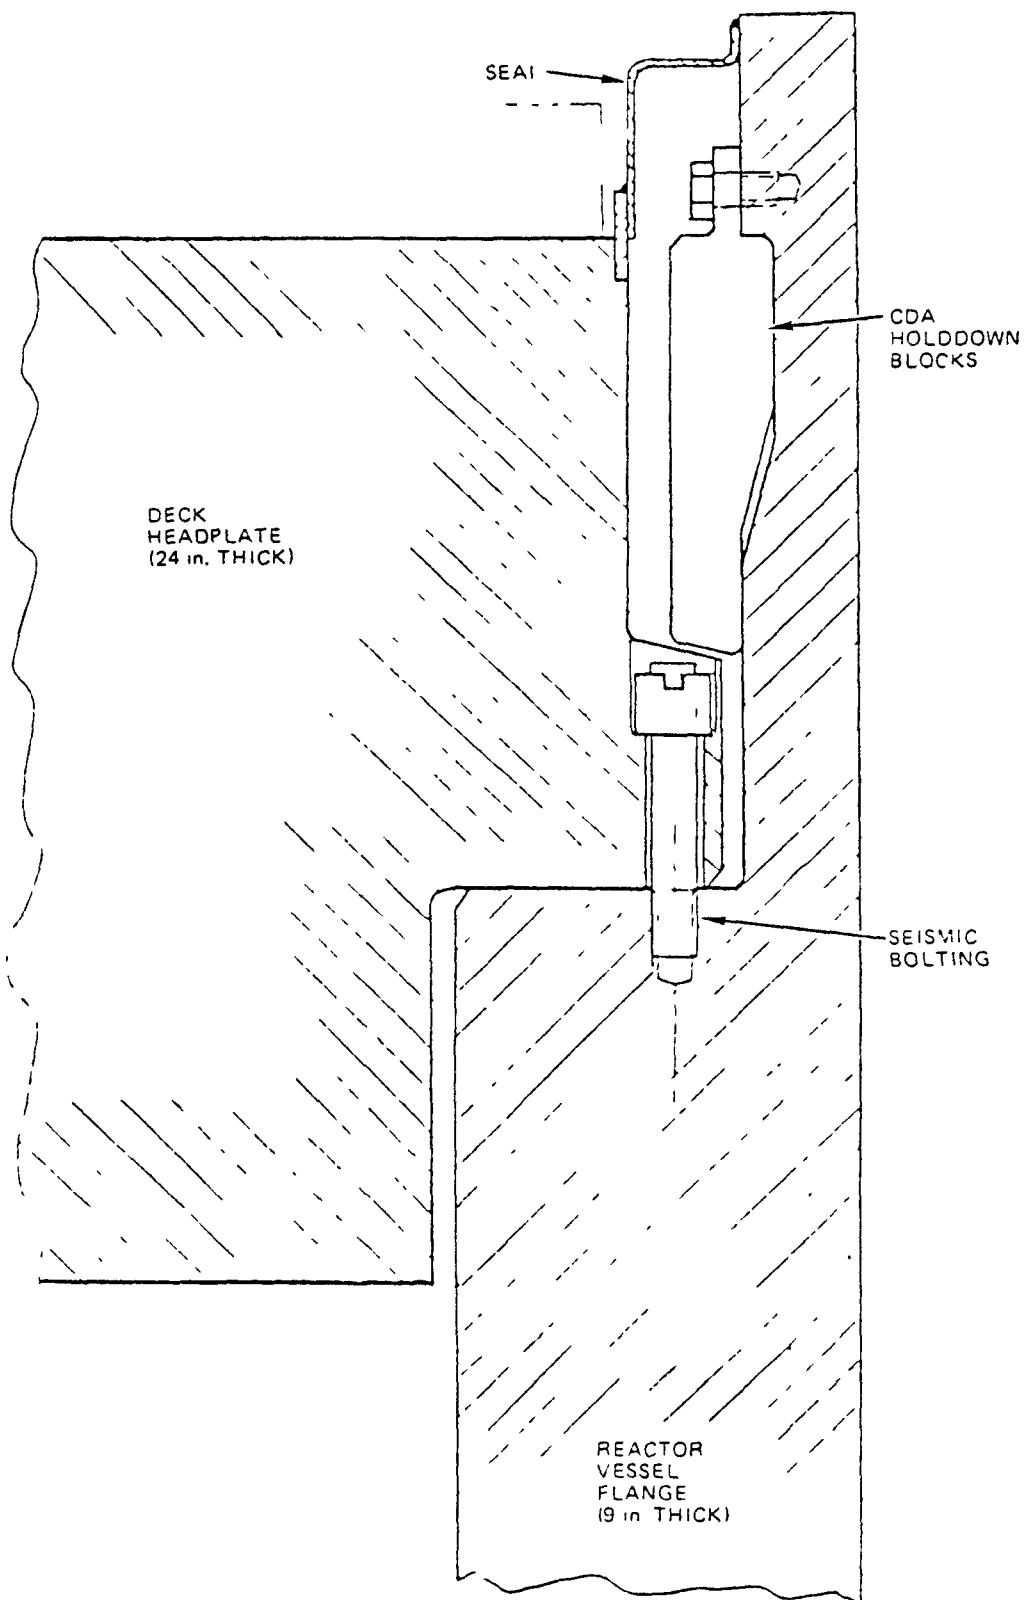 SEAl
CDA
HOLDDOWN
BLOCKS
DECK
HEADPLATE
(24 in. THICK)
SEISMIC
BOLTING
REACTOR
VESSEL
FLANGE
(9 in THICK)